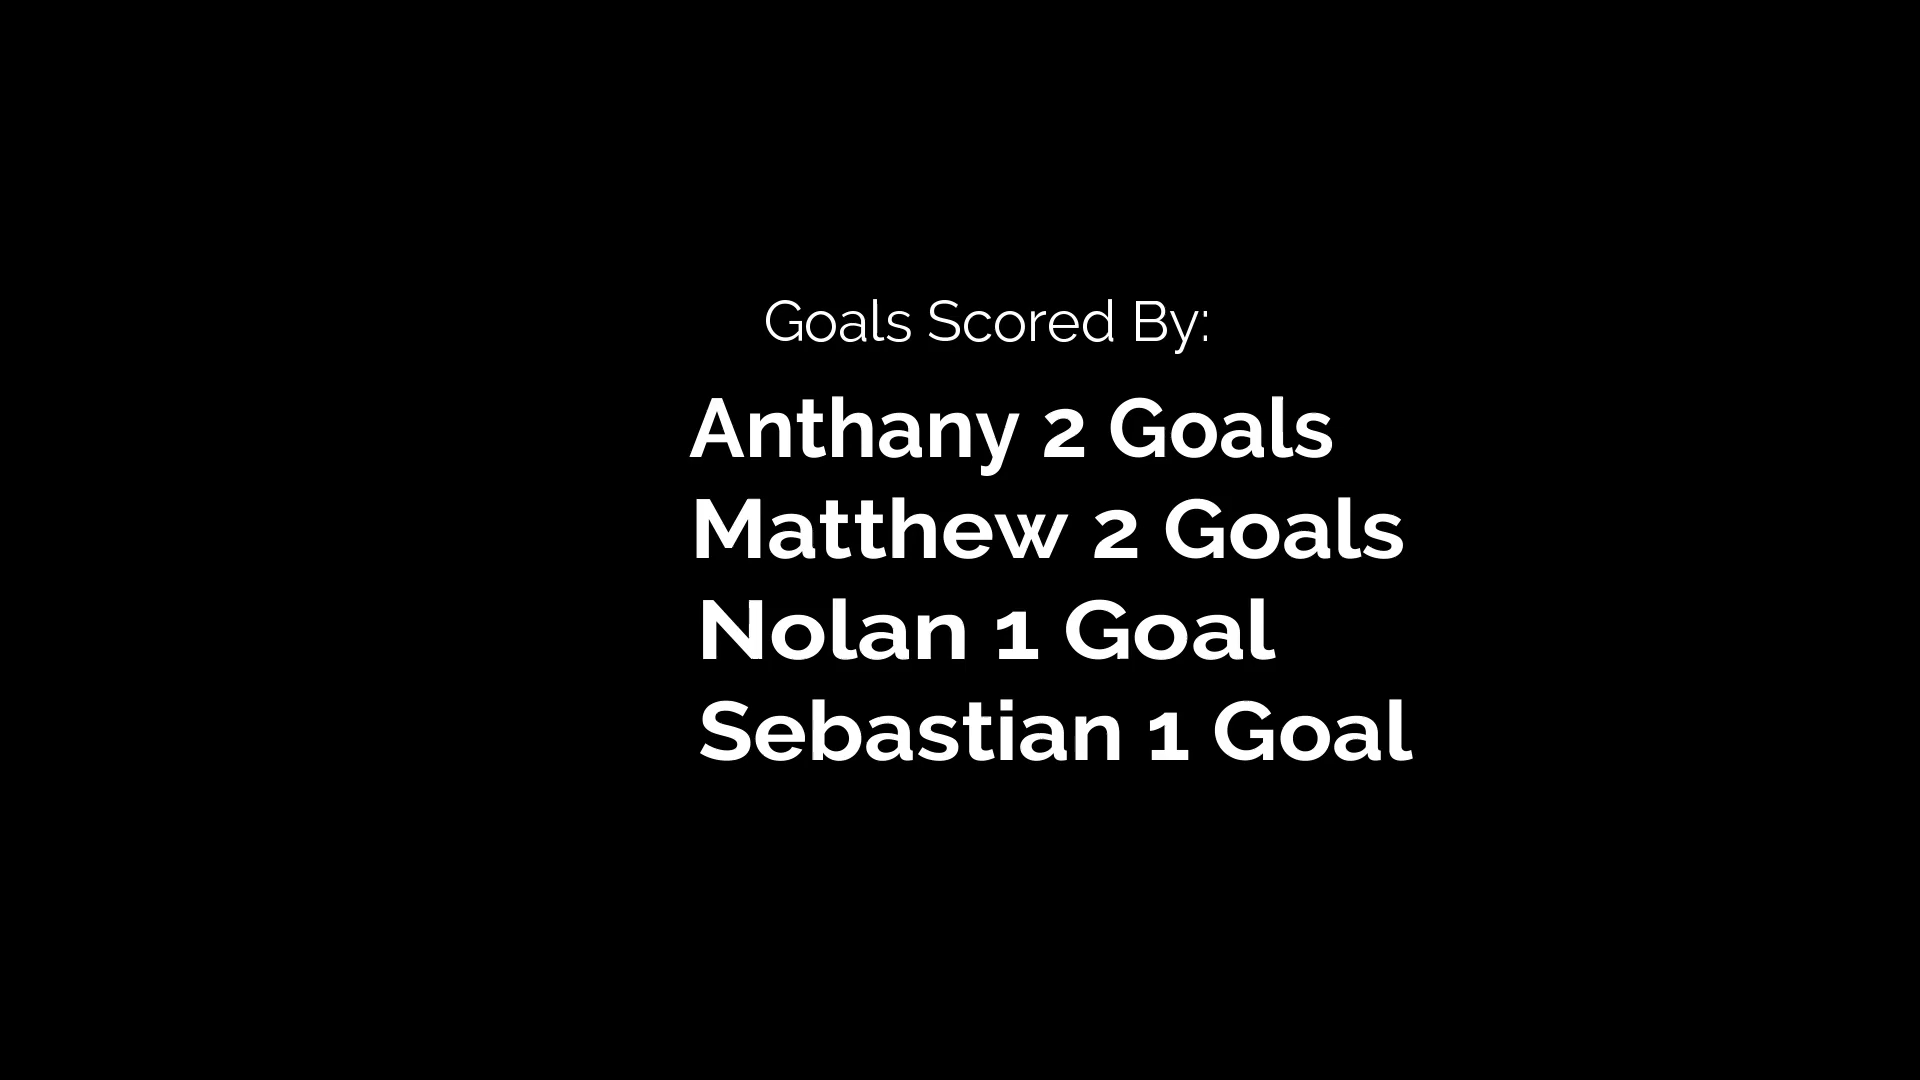 Goals Scored By:
Anthany 2 Goals
Matthew 2 Goals
Nolan 1 Goal
Sebastian 1 Goal